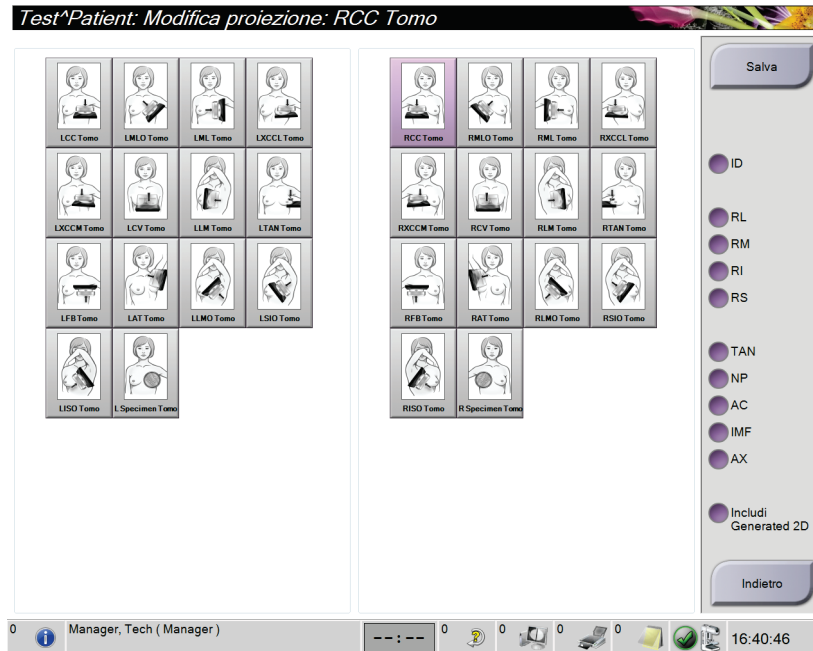 Test^Patient: Modifica proiezione: RCC Tomo
LCC Tomo LMLO Tomo LML Tomo LXCCL Tomo
LXCCM Tomo LCV Tomo LLM Tomo LTAN Tomo
LFB Tomo LAT Tomo LLMO Tomo LSIO Tomo
LISO Tomo L Specimen Tomo
RCC Tomo RMLO Tomo RML Tomo RXCCL Tomo
RXCCM Tomo RCV Tomo RLM Tomo RTAN Tomo
RFB Tomo RAT Tomo RLMO Tomo RSIO Tomo
RISO Tomo R Specimen Tomo
Salva
ID
RL
RM
RI
RS
TAN
NP
AC
IMF
AX
Includi
Generated 2D
Indietro
0 Manager, Tech ( Manager ) --:-- 0 0 0 0 16:40:46